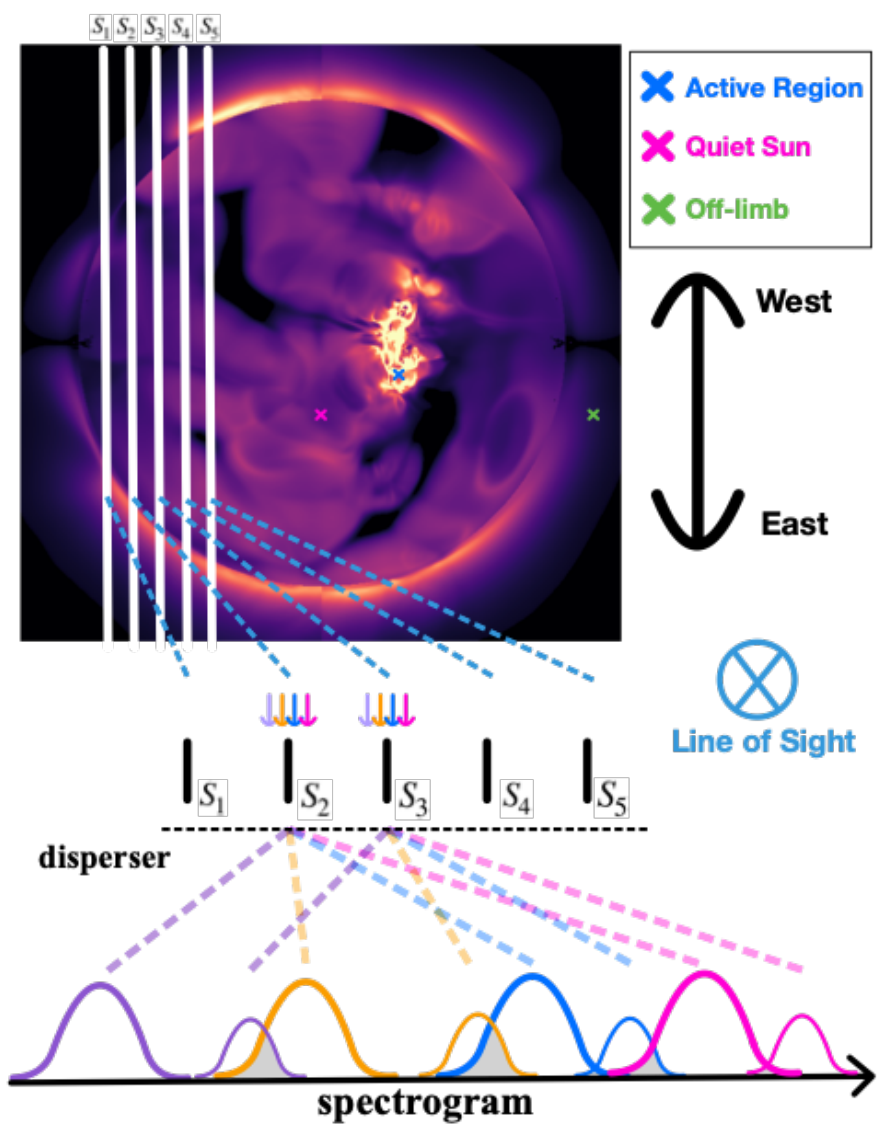 S₁ S₂ S₃ S₄ S₅
Active Region
Quiet Sun
Off-limb
West
East
Line of Sight
S₁ S₂ S₃ S₄ S₅
disperser
spectrogram